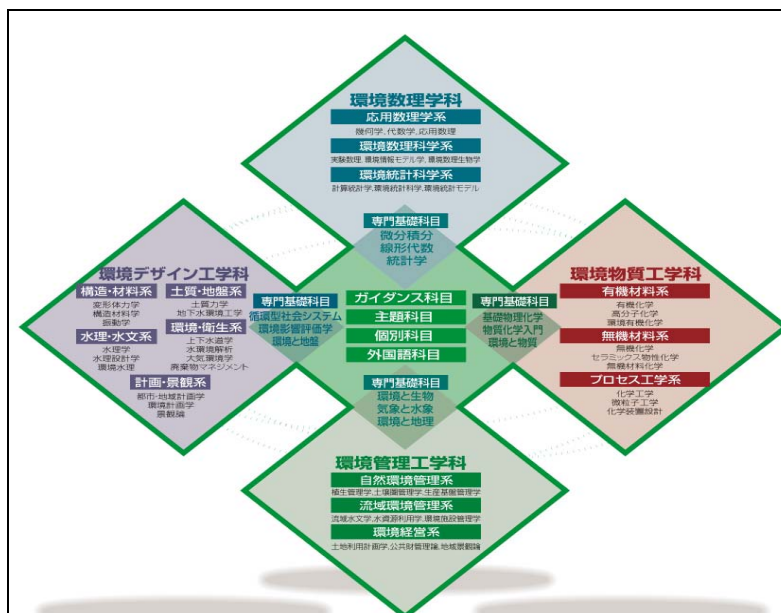 環境数理学科
応用数理学系
幾何学,代数学,応用数理
環境数理科学系
実験数理,環境情報モデル学,環境数理生物学
環境統計科学系
計算統計学,環境統計科学,環境統計モデル
専門基礎科目
微分積分
線形代数
統計学
環境デザイン工学科
構造・材料系
変形体力学
構造材料学
振動学
土質・地盤系
土質力学
地下水環境工学
水理・水文系
水理学
水理設計学
環境水理
環境・衛生系
上下水道学
水環境解析
大気環境学
廃棄物マネジメント
計画・景観系
都市・地域計画学
環境計画学
景観論
専門基礎科目
循環型社会システム
環境影響評価学
環境と地盤
ガイダンス科目
主題科目
個別科目
外国語科目
専門基礎科目
基礎物理化学
物質化学入門
環境と物質
環境物質工学科
有機材料系
有機化学
高分子化学
環境有機化学
無機材料系
無機化学
セラミックス物性化学
無機材料化学
プロセス工学系
化学工学
微粒子工学
化学装置設計
専門基礎科目
環境と生物
気象と水象
環境と地理
環境管理工学科
自然環境管理系
植生管理学,土壌圏管理学,生産基盤管理学
流域環境管理系
流域水文学,水資源利用学,環境施設管理学
環境経営系
土地利用計画学,公共財管理論,地域景観論